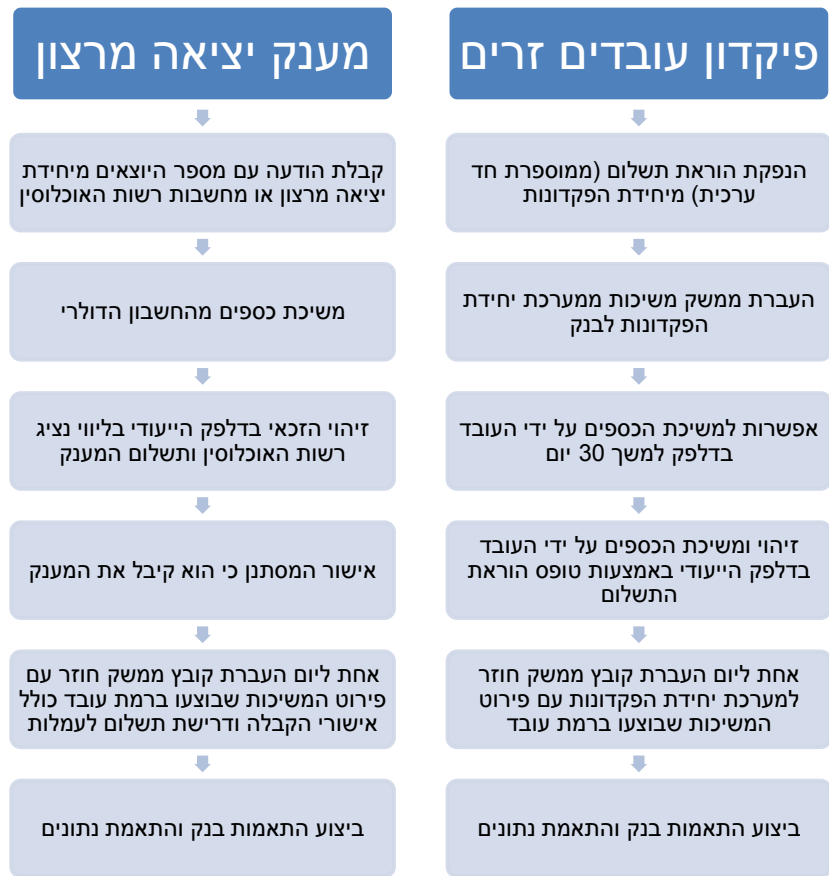 פיקדון עובדים זרים
הנפקת הוראת תשלום (ממוספרת חד
ערכית) מיחידת הפקדונות
העברת ממשק משיכות ממערכת יחידת
הפקדונות לבנק
אפשרות למשיכת הכספים על ידי העובד
בדלפק למשך 30 יום
זיהוי ומשיכת הכספים על ידי העובד
בדלפק הייעודי באמצעות טופס הוראת
התשלום
אחת ליום העברת קובץ ממשק חוזר
למערכת יחידת הפקדונות עם פירוט
המשיכות שבוצעו ברמת עובד
ביצוע התאמות בנק והתאמת נתונים
מענק יציאה מרצון
קבלת הודעה עם מספר היוצאים מיחידת
יציאה מרצון או מחשבות רשות האוכלוסין
משיכת כספים מהחשבון הדולרי
זיהוי הזכאי בדלפק הייעודי בליווי נציג
רשות האוכלוסין ותשלום המענק
אישור המסתנן כי הוא קיבל את המענק
אחת ליום העברת קובץ ממשק חוזר עם
פירוט המשיכות שבוצעו ברמת עובד כולל
אישורי הקבלה ודרישת תשלום לעמלות
ביצוע התאמות בנק והתאמת נתונים